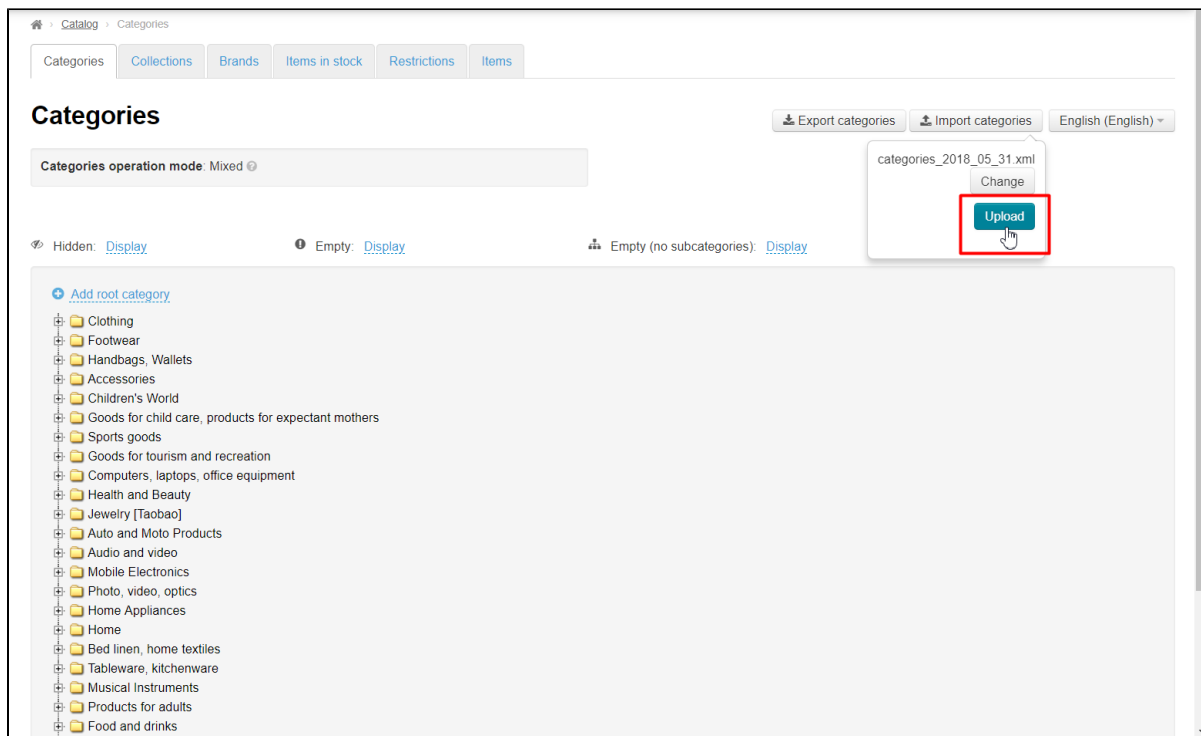 Catalog > Categories
Categories Collections Brands Items in stock Restrictions Items
Categories
Export categories Import categories English (English)
Categories operation mode: Mixed
categories_2018_05_31.xml
Change
Upload
Hidden: Display Empty: Display Empty (no subcategories): Display
Add root category
Clothing
Footwear
Handbags, Wallets
Accessories
Children's World
Goods for child care, products for expectant mothers
Sports goods
Goods for tourism and recreation
Computers, laptops, office equipment
Health and Beauty
Jewelry [Taobao]
Auto and Moto Products
Audio and video
Mobile Electronics
Photo, video, optics
Home Appliances
Home
Bed linen, home textiles
Tableware, kitchenware
Musical Instruments
Products for adults
Food and drinks